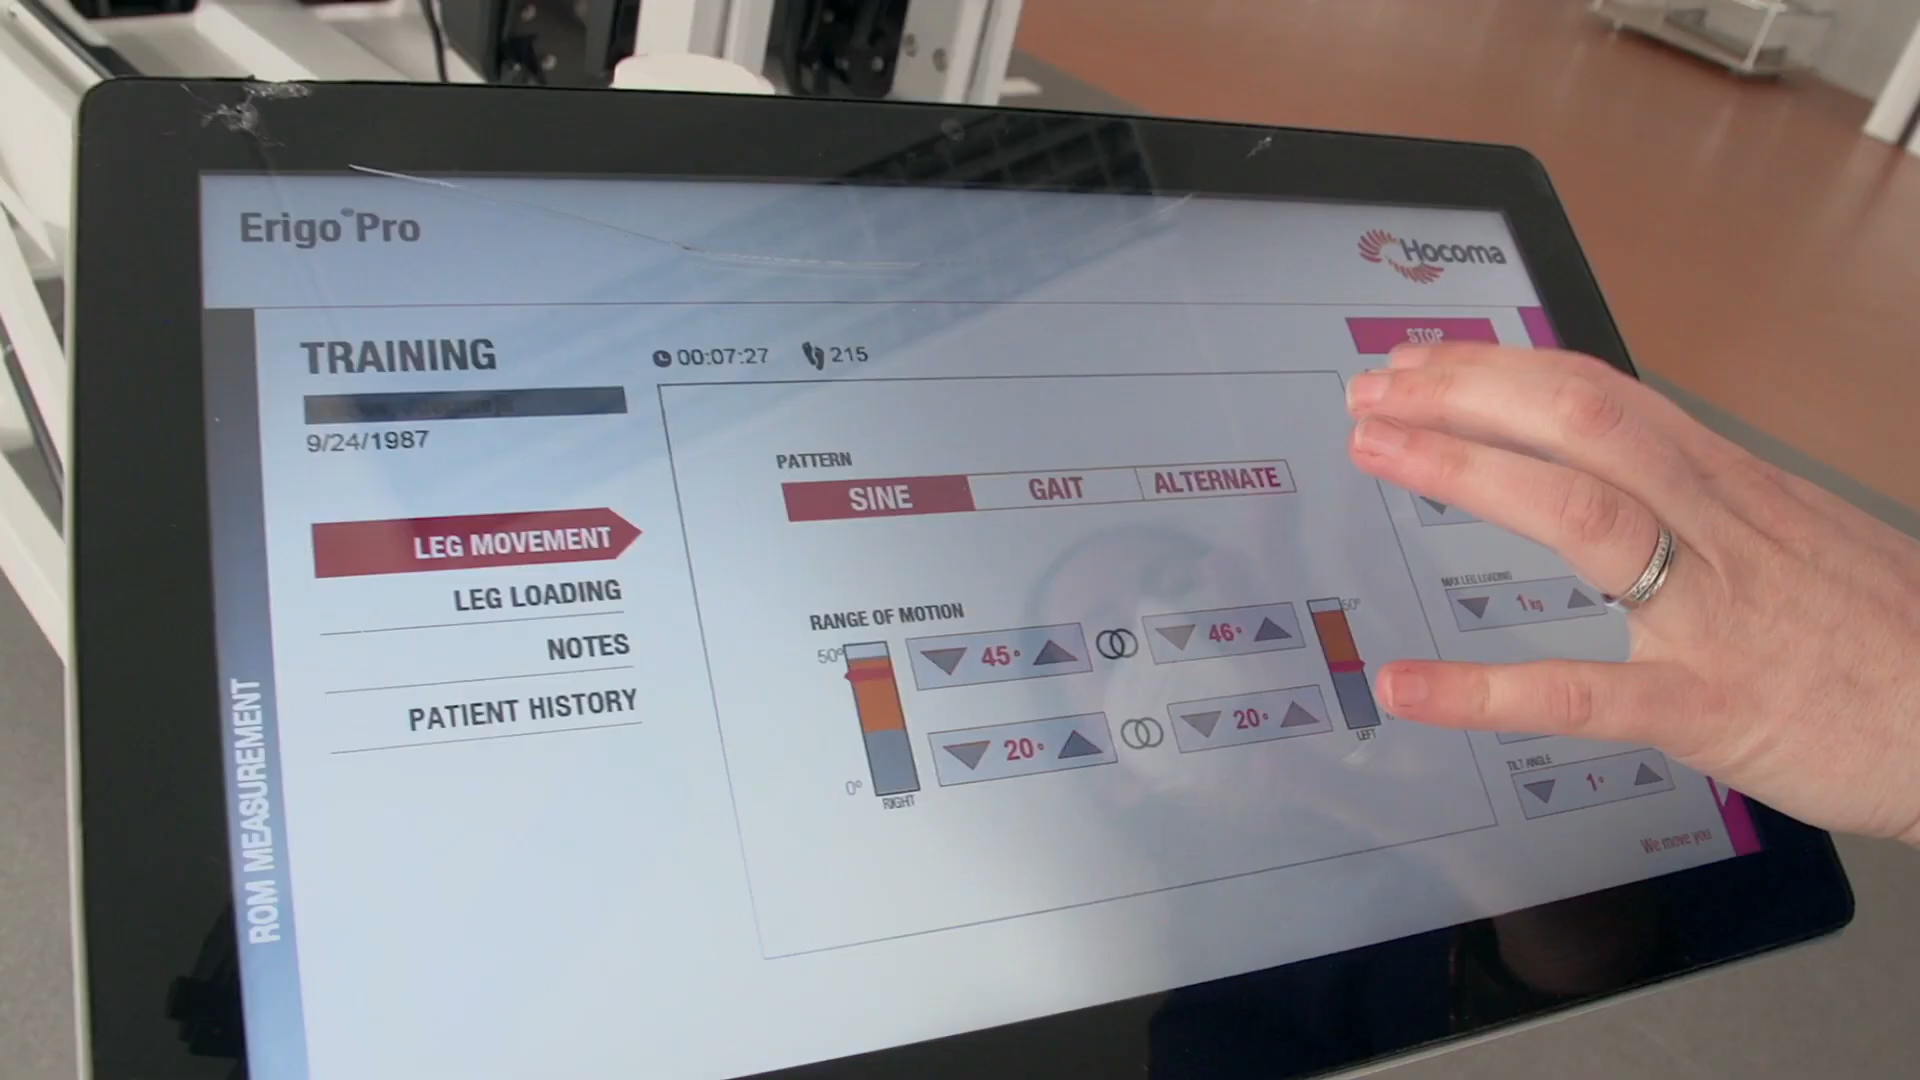 Erigo®Pro
Hocoma
TRAINING
00:07:27
215
STOP
9/24/1987
PATTERN
SINE
GAIT
ALTERNATE
LEG MOVEMENT
LEG LOADING
NOTES
PATIENT HISTORY
ROM MEASUREMENT
RANGE OF MOTION
50°
45°
46°
50°
20°
20°
0°
RIGHT
LEFT
MAX LEG LOADING
1 kg
TILT ANGLE
1°
We move you